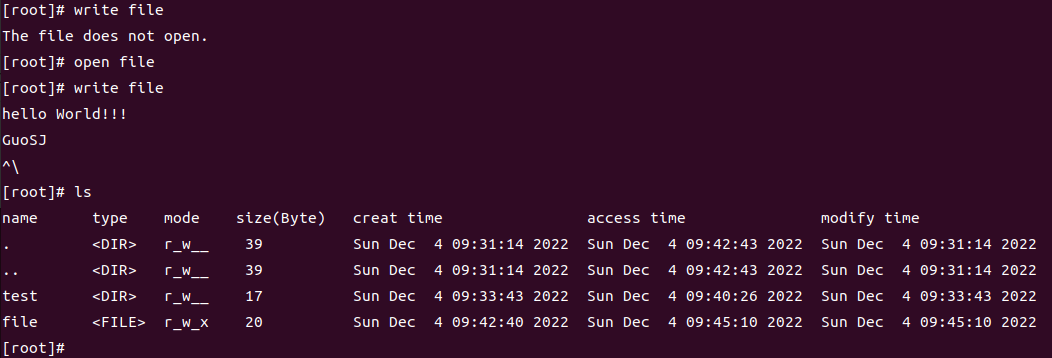 [root]# write file
The file does not open.
[root]# open file
[root]# write file
hello World!!!
GuoSJ
^\
[root]# ls
name      type    mode    size(Byte)   creat time                access time               modify time
.         <DIR>   r_w__    39          Sun Dec  4 09:31:14 2022  Sun Dec  4 09:42:43 2022  Sun Dec  4 09:31:14 2022
..        <DIR>   r_w__    39          Sun Dec  4 09:31:14 2022  Sun Dec  4 09:42:43 2022  Sun Dec  4 09:31:14 2022
test      <DIR>   r_w__    17          Sun Dec  4 09:33:43 2022  Sun Dec  4 09:40:26 2022  Sun Dec  4 09:33:43 2022
file      <FILE>  r_w_x    20          Sun Dec  4 09:42:40 2022  Sun Dec  4 09:45:10 2022  Sun Dec  4 09:45:10 2022
[root]#